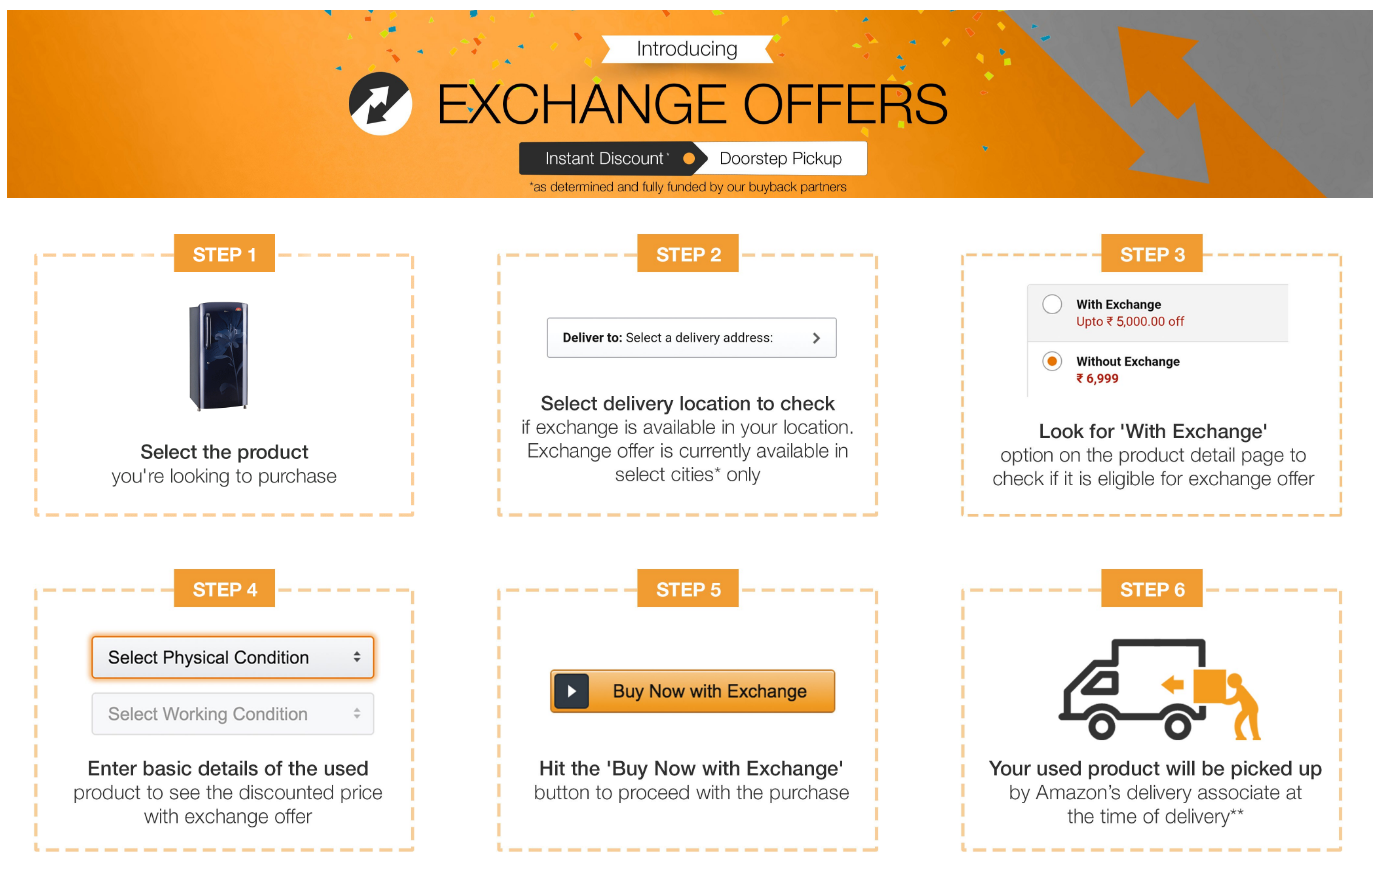 Introducing
EXCHANGE OFFERS
Instant Discount* Doorstep Pickup
*as determined and fully funded by our buyback partners
STEP 1
Select the product
you're looking to purchase
STEP 2
Deliver to: Select a delivery address:
Select delivery location to check
if exchange is available in your location.
Exchange offer is currently available in
select cities* only
STEP 3
With Exchange
Upto ₹ 5,000.00 off
Without Exchange
₹ 6,999
Look for 'With Exchange'
option on the product detail page to
check if it is eligible for exchange offer
STEP 4
Select Physical Condition
Select Working Condition
Enter basic details of the used
product to see the discounted price
with exchange offer
STEP 5
Buy Now with Exchange
Hit the 'Buy Now with Exchange'
button to proceed with the purchase
STEP 6
Your used product will be picked up
by Amazon’s delivery associate at
the time of delivery**